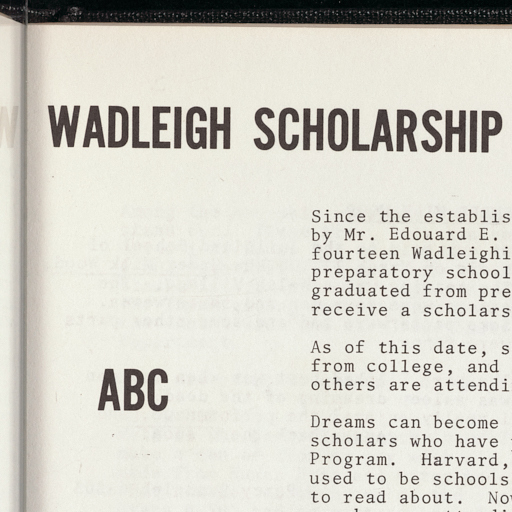 WADLEIGH SCHOLARSHIP
Since the establis
by Mr. Edouard E.
fourteen Wadleighi
preparatory school
graduated from pre
receive a scholars
As of this date, s
from college, and
others are attendi
ABC
Dreams can become
scholars who have
Program. Harvard,
used to be schools
to read about. No